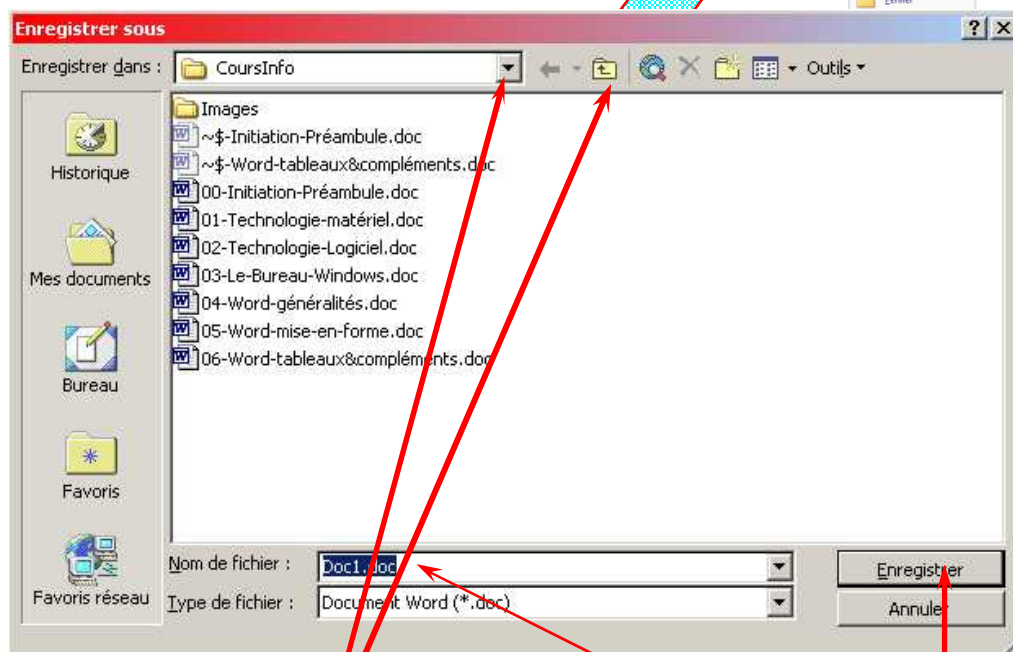 Fermer
Enregistrer sous
Enregistrer dans :
CoursInfo
Outils
Historique
Mes documents
Bureau
Favoris
Favoris réseau
Images
~$-Initiation-Préambule.doc
~$-Word-tableaux&compléments.doc
00-Initiation-Préambule.doc
01-Technologie-matériel.doc
02-Technologie-Logiciel.doc
03-Le-Bureau-Windows.doc
04-Word-généralités.doc
05-Word-mise-en-forme.doc
06-Word-tableaux&compléments.doc
Nom de fichier :
Doc1.doc
Enregistrer
Type de fichier :
Document Word (*.doc)
Annuler